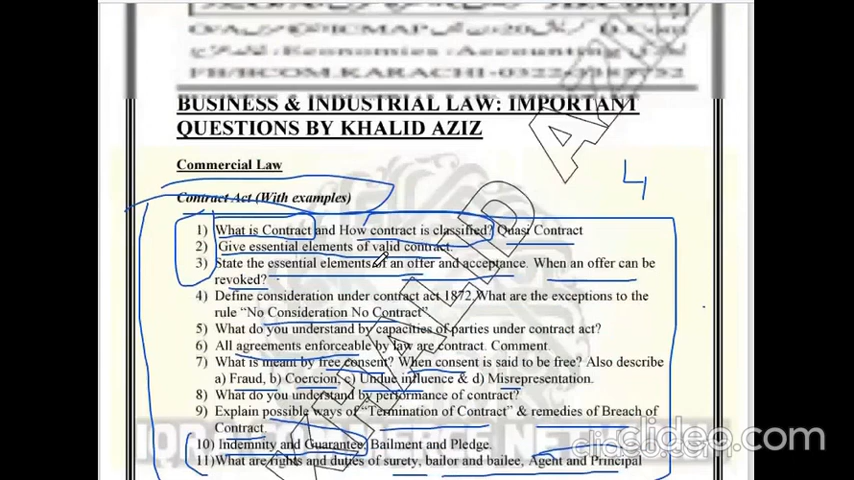 BUSINESS & INDUSTRIAL LAW: IMPORTANT
QUESTIONS BY KHALID AZIZ
Commercial Law
4
Contract Act (With examples)
1) What is Contract and How contract is classified? Quasi Contract
2) Give essential elements of valid contract.
3) State the essential elements of an offer and acceptance. When an offer can be
revoked?
4) Define consideration under contract act 1872.What are the exceptions to the
rule “No Consideration No Contract”
5) What do you understand by capacities of parties under contract act?
6) All agreements enforceable by law are contract. Comment.
7) What is meant by free consent? When consent is said to be free? Also describe
a) Fraud, b) Coercion, c) Undue influence & d) Misrepresentation.
8) What do you understand by performance of contract?
9) Explain possible ways of “Termination of Contract” & remedies of Breach of
Contract.
10) Indemnity and Guarantee, Bailment and Pledge.
11)What are rights and duties of surety, bailor and bailee, Agent and Principal
KHALID AZIZ
clideo.com